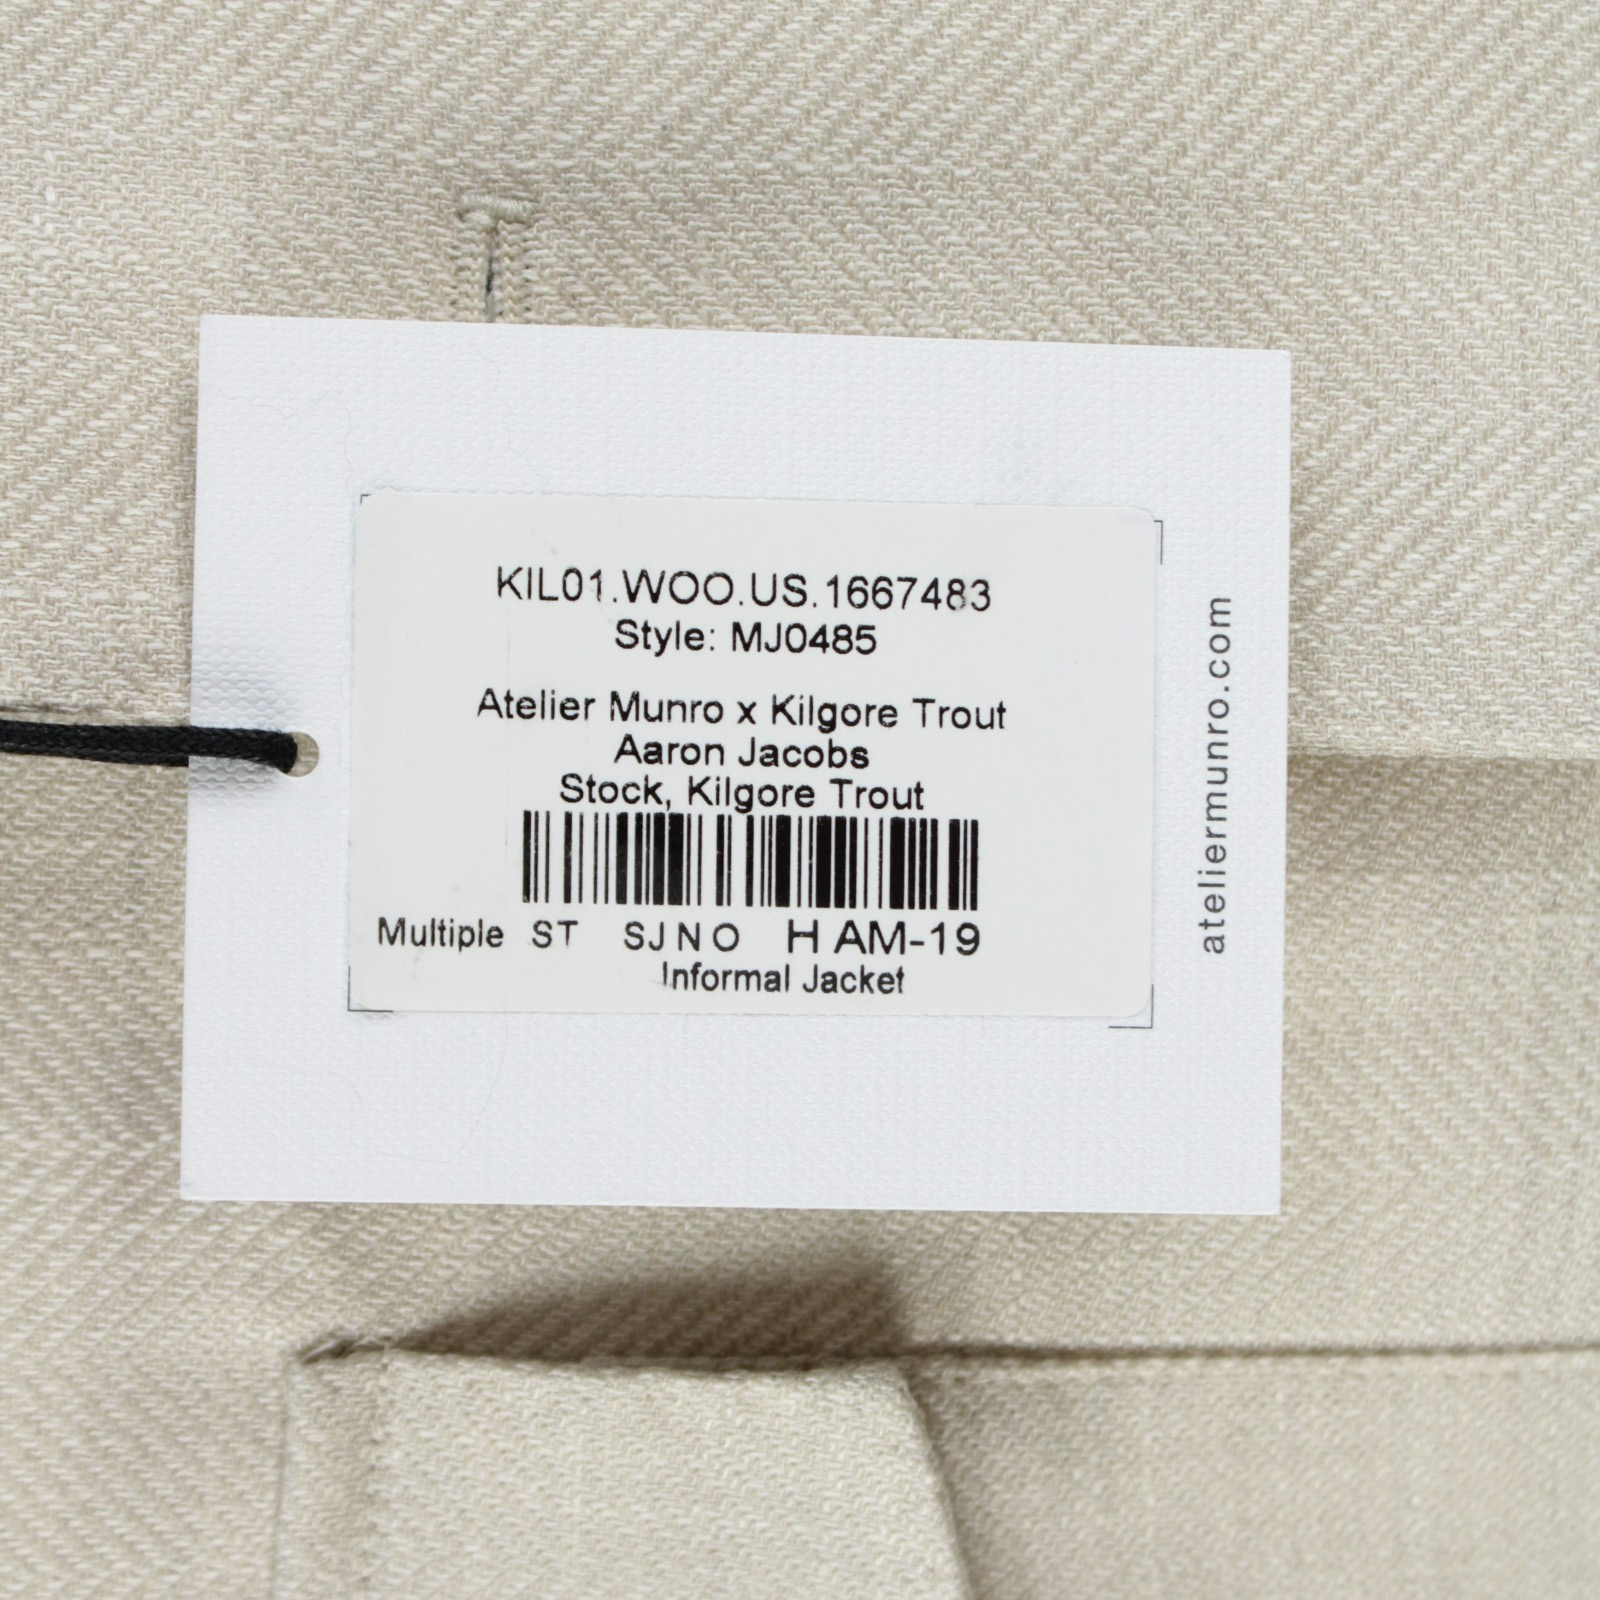 KIL01.WOO.US.1667483
Style: MJ0485
Atelier Munro x Kilgore Trout
Aaron Jacobs
Stock, Kilgore Trout
Multiple ST SJ N O H AM-19
Informal Jacket
ateliermunro.com